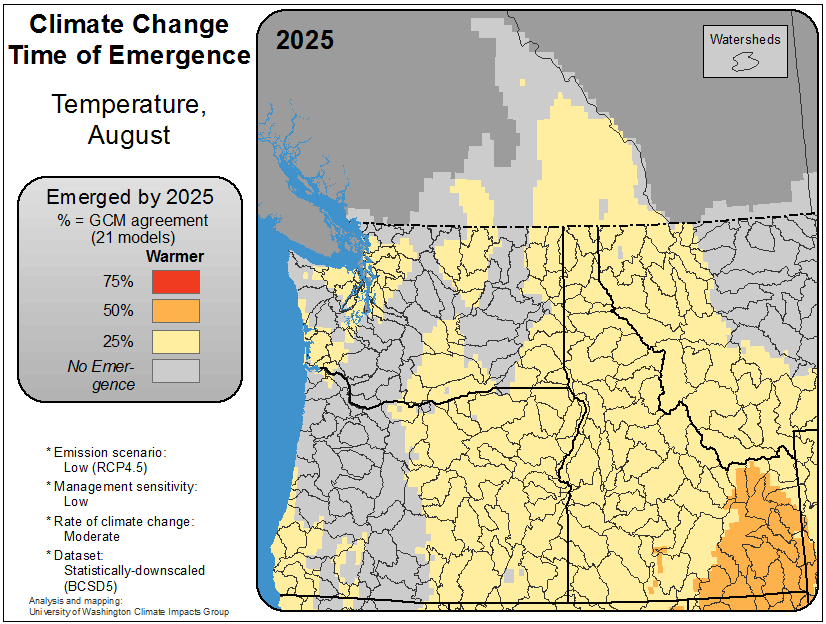 Climate Change
Time of Emergence
Temperature,
August
Emerged by 2025
% = GCM agreement
(21 models)
Warmer
75%
50%
25%
No Emer-
gence
* Emission scenario:
Low (RCP4.5)
* Management sensitivity:
Low
* Rate of climate change:
Moderate
* Dataset:
Statistically-downscaled
(BCSD5)
Analysis and mapping:
University of Washington Climate Impacts Group
2025
Watersheds